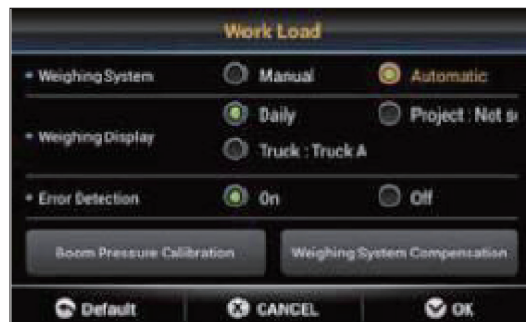 Work Load
Weighing System Manual Automatic
Daily Project : Not
Weighing Display
Truck : Truck A
Error Detection On Off
Boom Pressure Calibration Weighing System Compensation
Default CANCEL OK